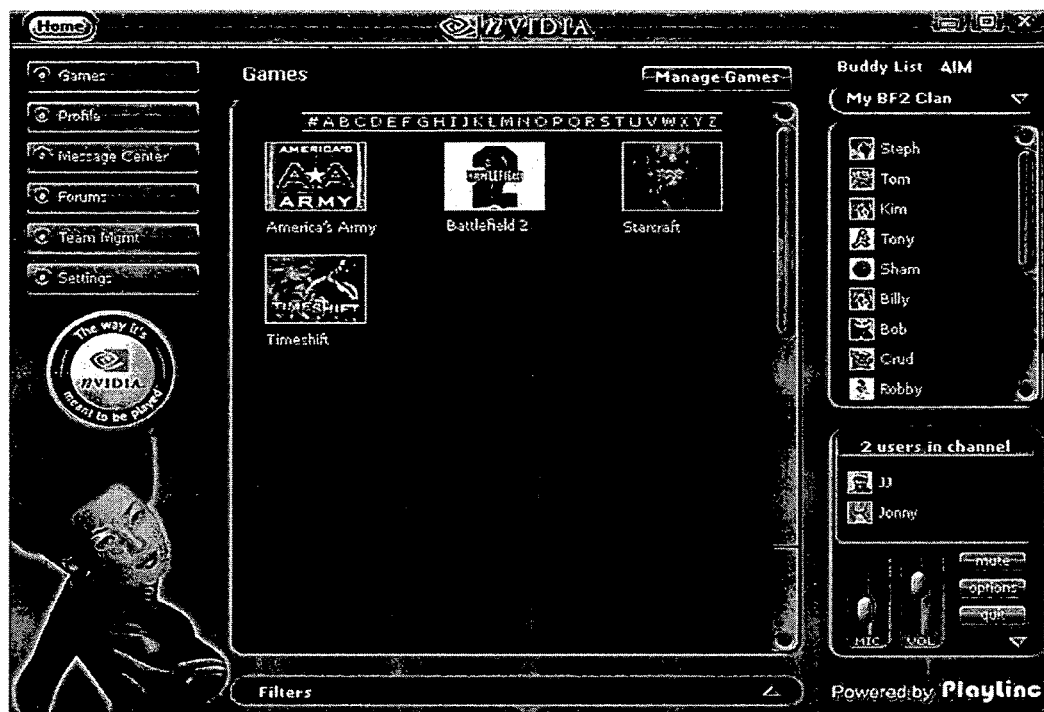 Home
nVIDIA.
Games
Profile
Message Center
Forums
Team Mgmt
Settings
The way it's
nVIDIA.
meant to be played
Games
Manage Games
#ABCDEFGHIJKLMNOPQRSTUVWXYZ
AMERICA'S
ARMY
America's Army
2
BATTLEFIELD
Battlefield 2
Starcraft
TIMESHIFT
Timeshift
Filters
Buddy List AIM
My BF2 Clan
Steph
Tom
Kim
Tony
Sham
Billy
Bob
Crud
Robby
2 users in channel
JJ
Jonny
mute
options
quit
MIC VOL
Powered by PlayLinc